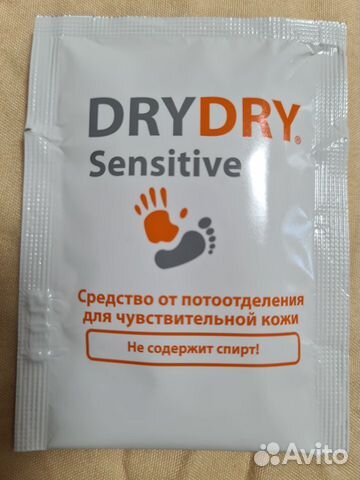 DRYDRY®
Sensitive
Средство от потоотделения
для чувствительной кожи
Не содержит спирт!
Avito